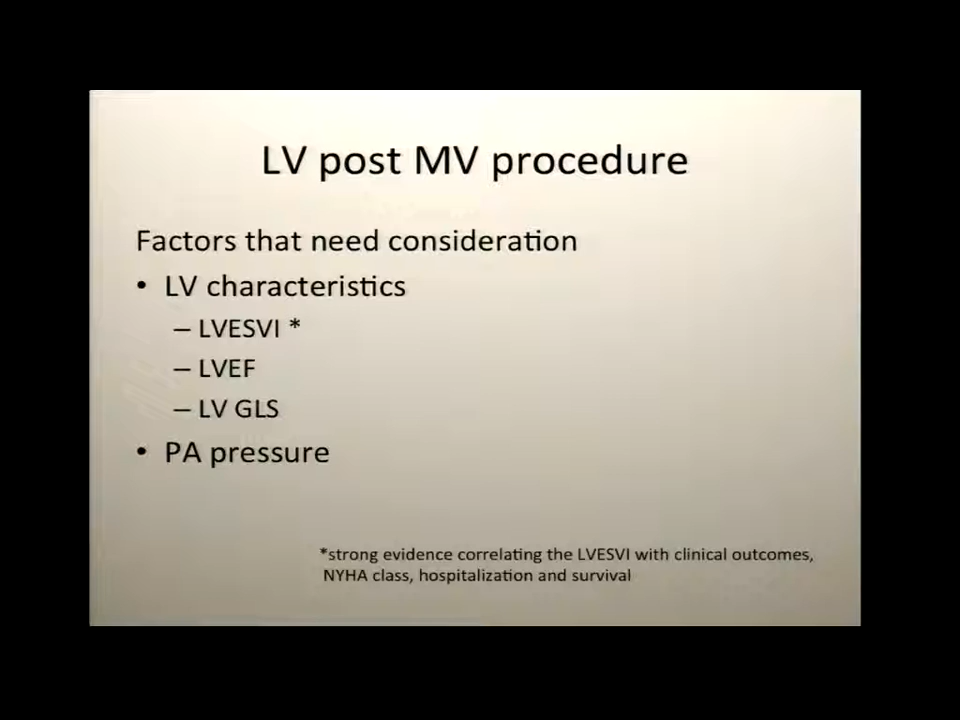 LV post MV procedure
Factors that need consideration
• LV characteristics
– LVESVI *
– LVEF
– LV GLS
• PA pressure
*strong evidence correlating the LVESVI with clinical outcomes,
NYHA class, hospitalization and survival